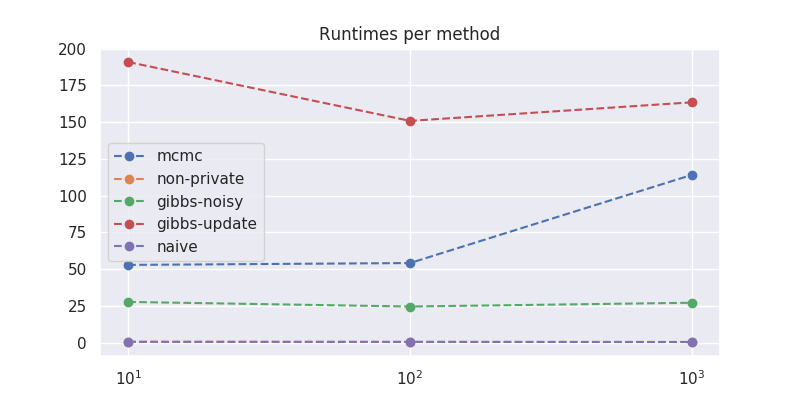 Runtimes per method
200
175
150
125
100
75
50
25
0
mcmc
non-private
gibbs-noisy
gibbs-update
naive
10¹ 10² 10³